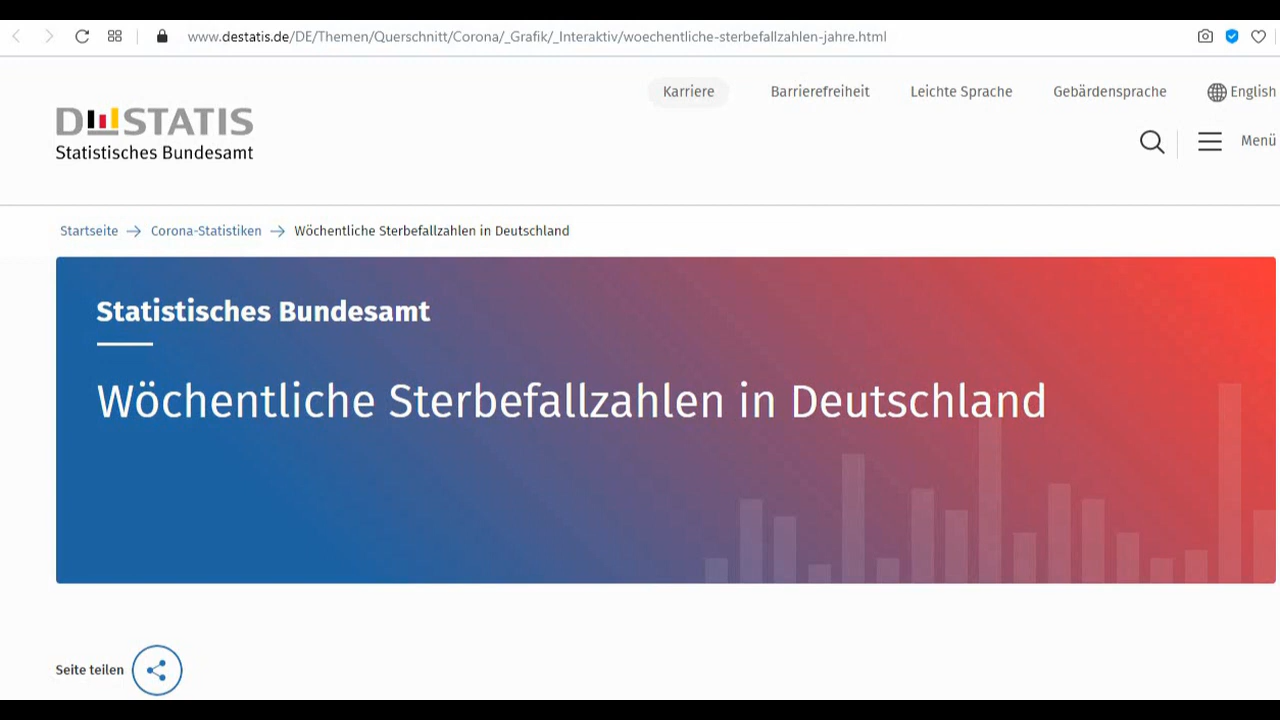 www.destatis.de/DE/Themen/Querschnitt/Corona/_Grafik/_Interaktiv/woechentliche-sterbefallzahlen-jahre.html
Karriere Barrierefreiheit Leichte Sprache Gebärdensprache English
DESTATIS
Statistisches Bundesamt
Menü
Startseite → Corona-Statistiken → Wöchentliche Sterbefallzahlen in Deutschland
Statistisches Bundesamt
Wöchentliche Sterbefallzahlen in Deutschland
Seite teilen